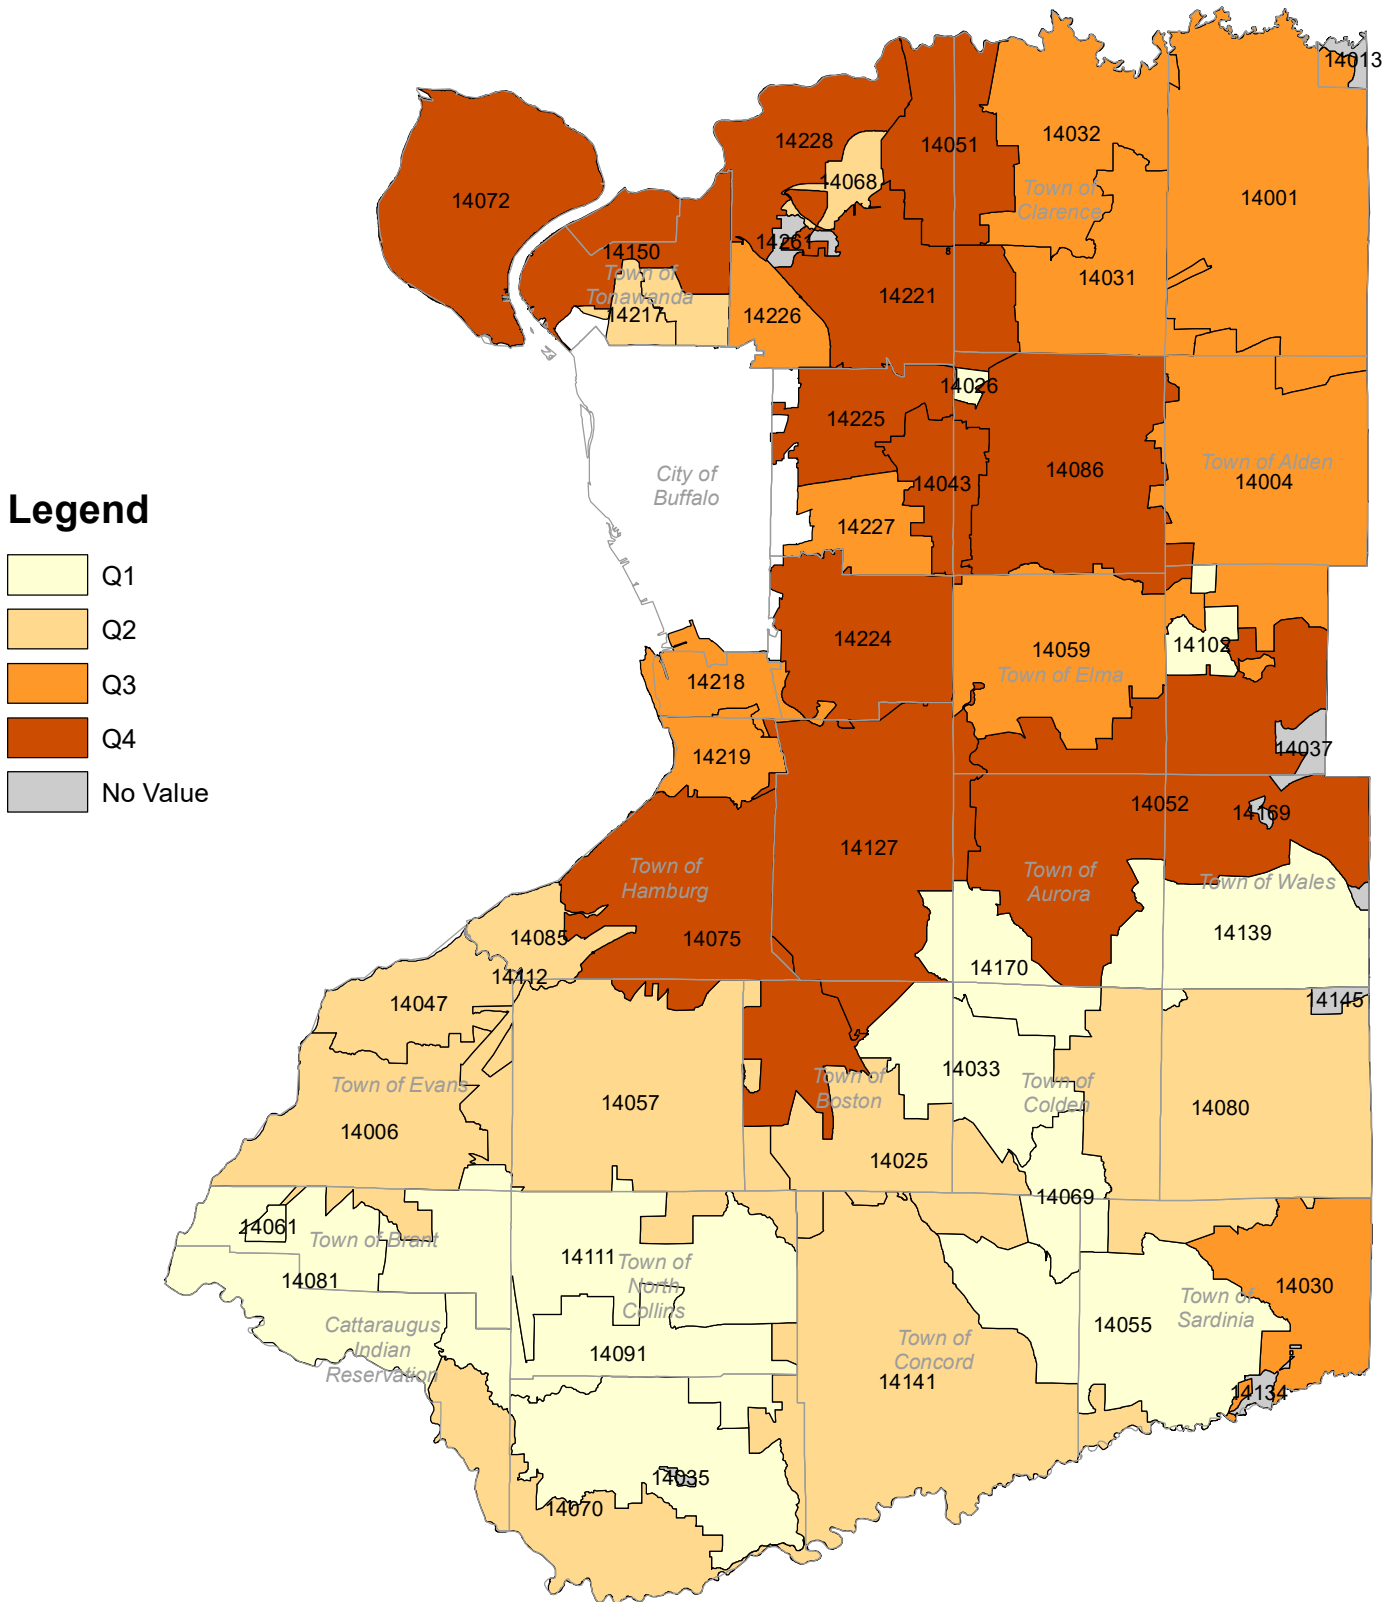 14013
14032
14228
14051
14068
14072
Town of
Clarence
14001
14261
14150
Town of
Tonawanda
14031
14221
14217
14226
14026
14225
City of
Buffalo
14043
14086
Town of Alden
14004
Legend
14227
Q1
Q2
Q3
Q4
No Value
14224
14059
Town of Elma
14102
14218
14219
14037
14052
14169
14127
Town of
Hamburg
Town of
Aurora
Town of Wales
14085
14075
14139
14170
14112
14047
14145
14033
Town of Evans
Town of
Boston
Town of
Colden
14057
14080
14006
14025
14069
14061
Town of Brant
14111
Town of
North
Collins
14081
14030
Town of
Sardinia
Cattaraugus
Indian
Reservation
14055
Town of
Concord
14091
14141
14134
14035
14070